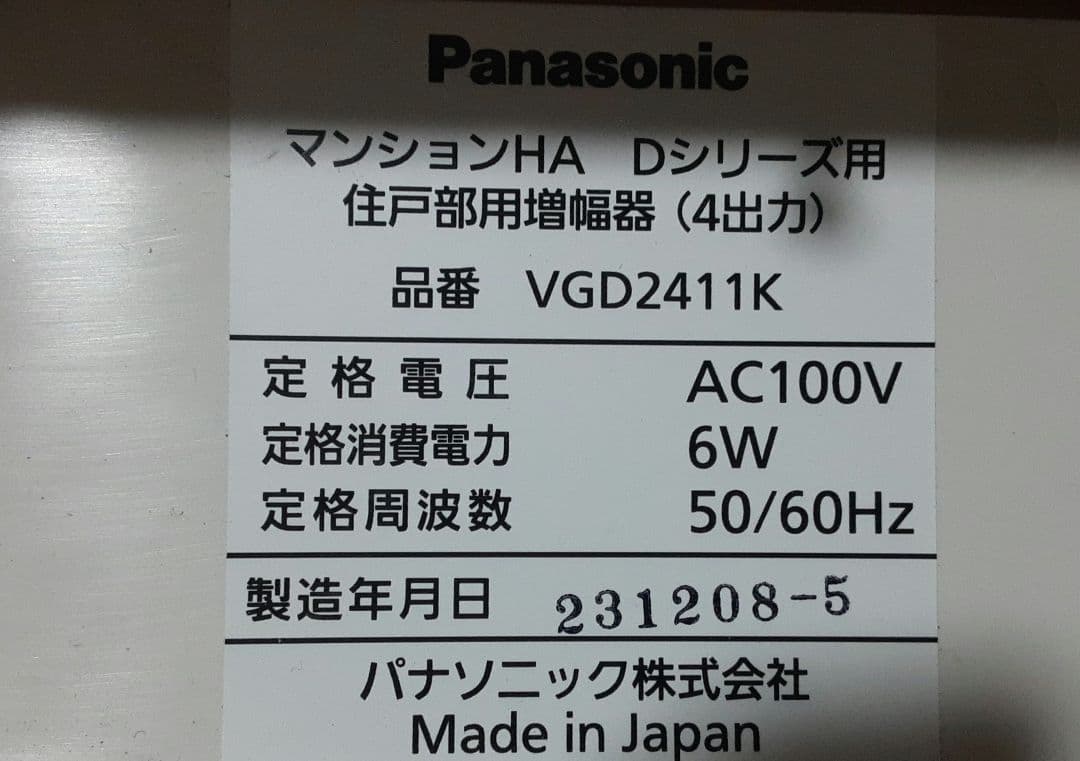 Panasonic
マンションHA Dシリーズ用
住戸部用増幅器（4出力）
品番 VGD2411K
定格電圧 AC100V
定格消費電力 6W
定格周波数 50/60Hz
製造年月日 231208-5
パナソニック株式会社
Made in Japan